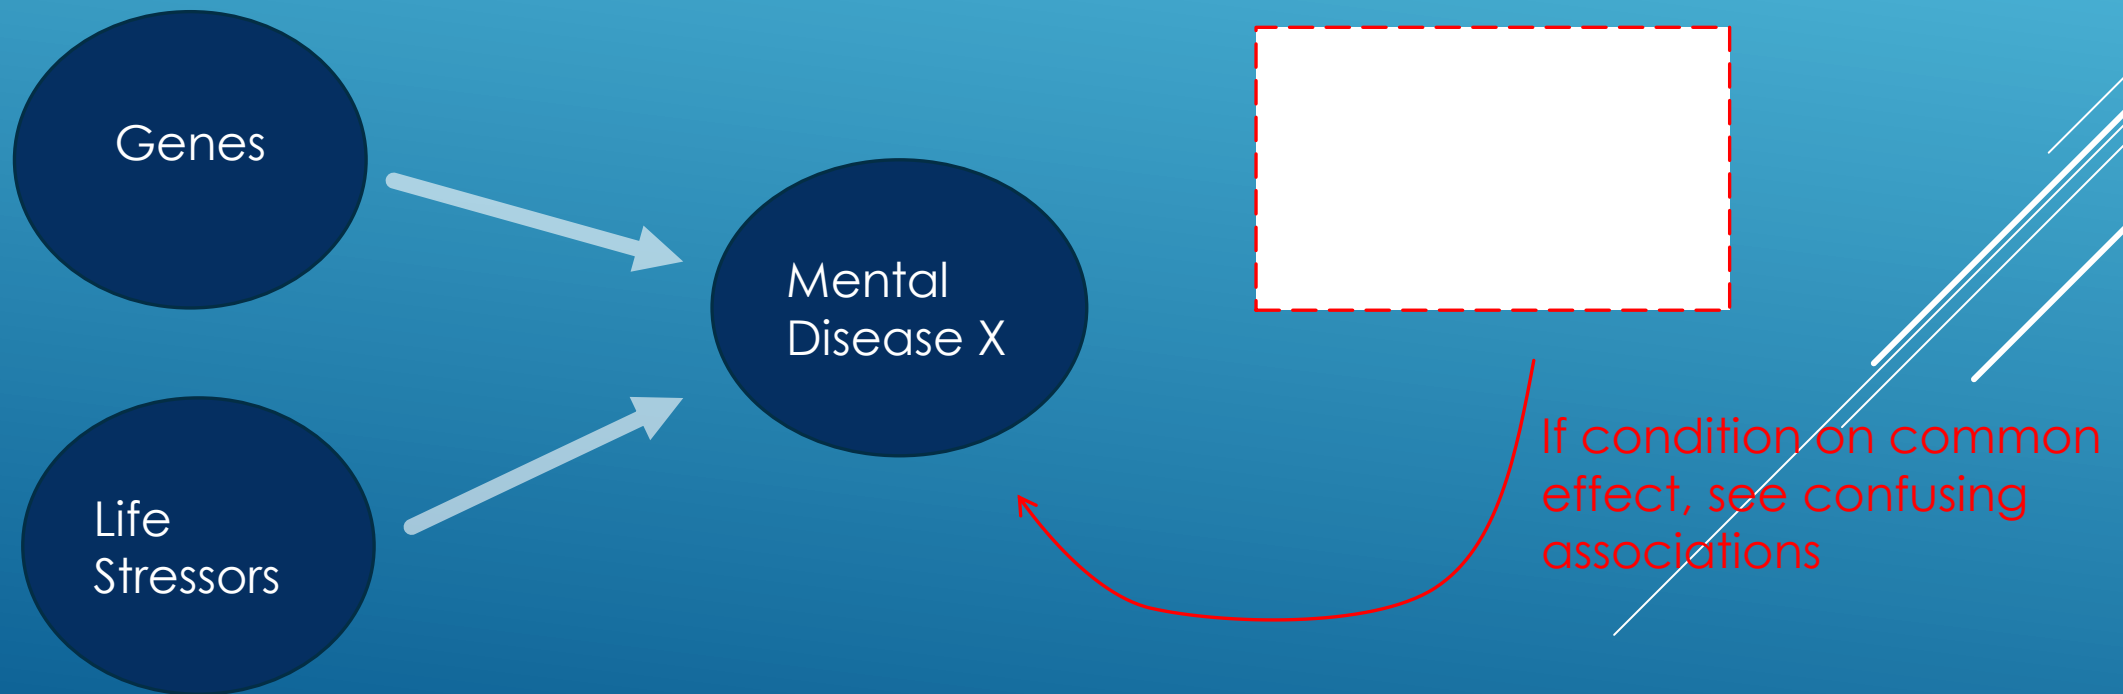 Genes
Mental
Disease X
Life
Stressors
If condition on common
effect, see confusing
associations